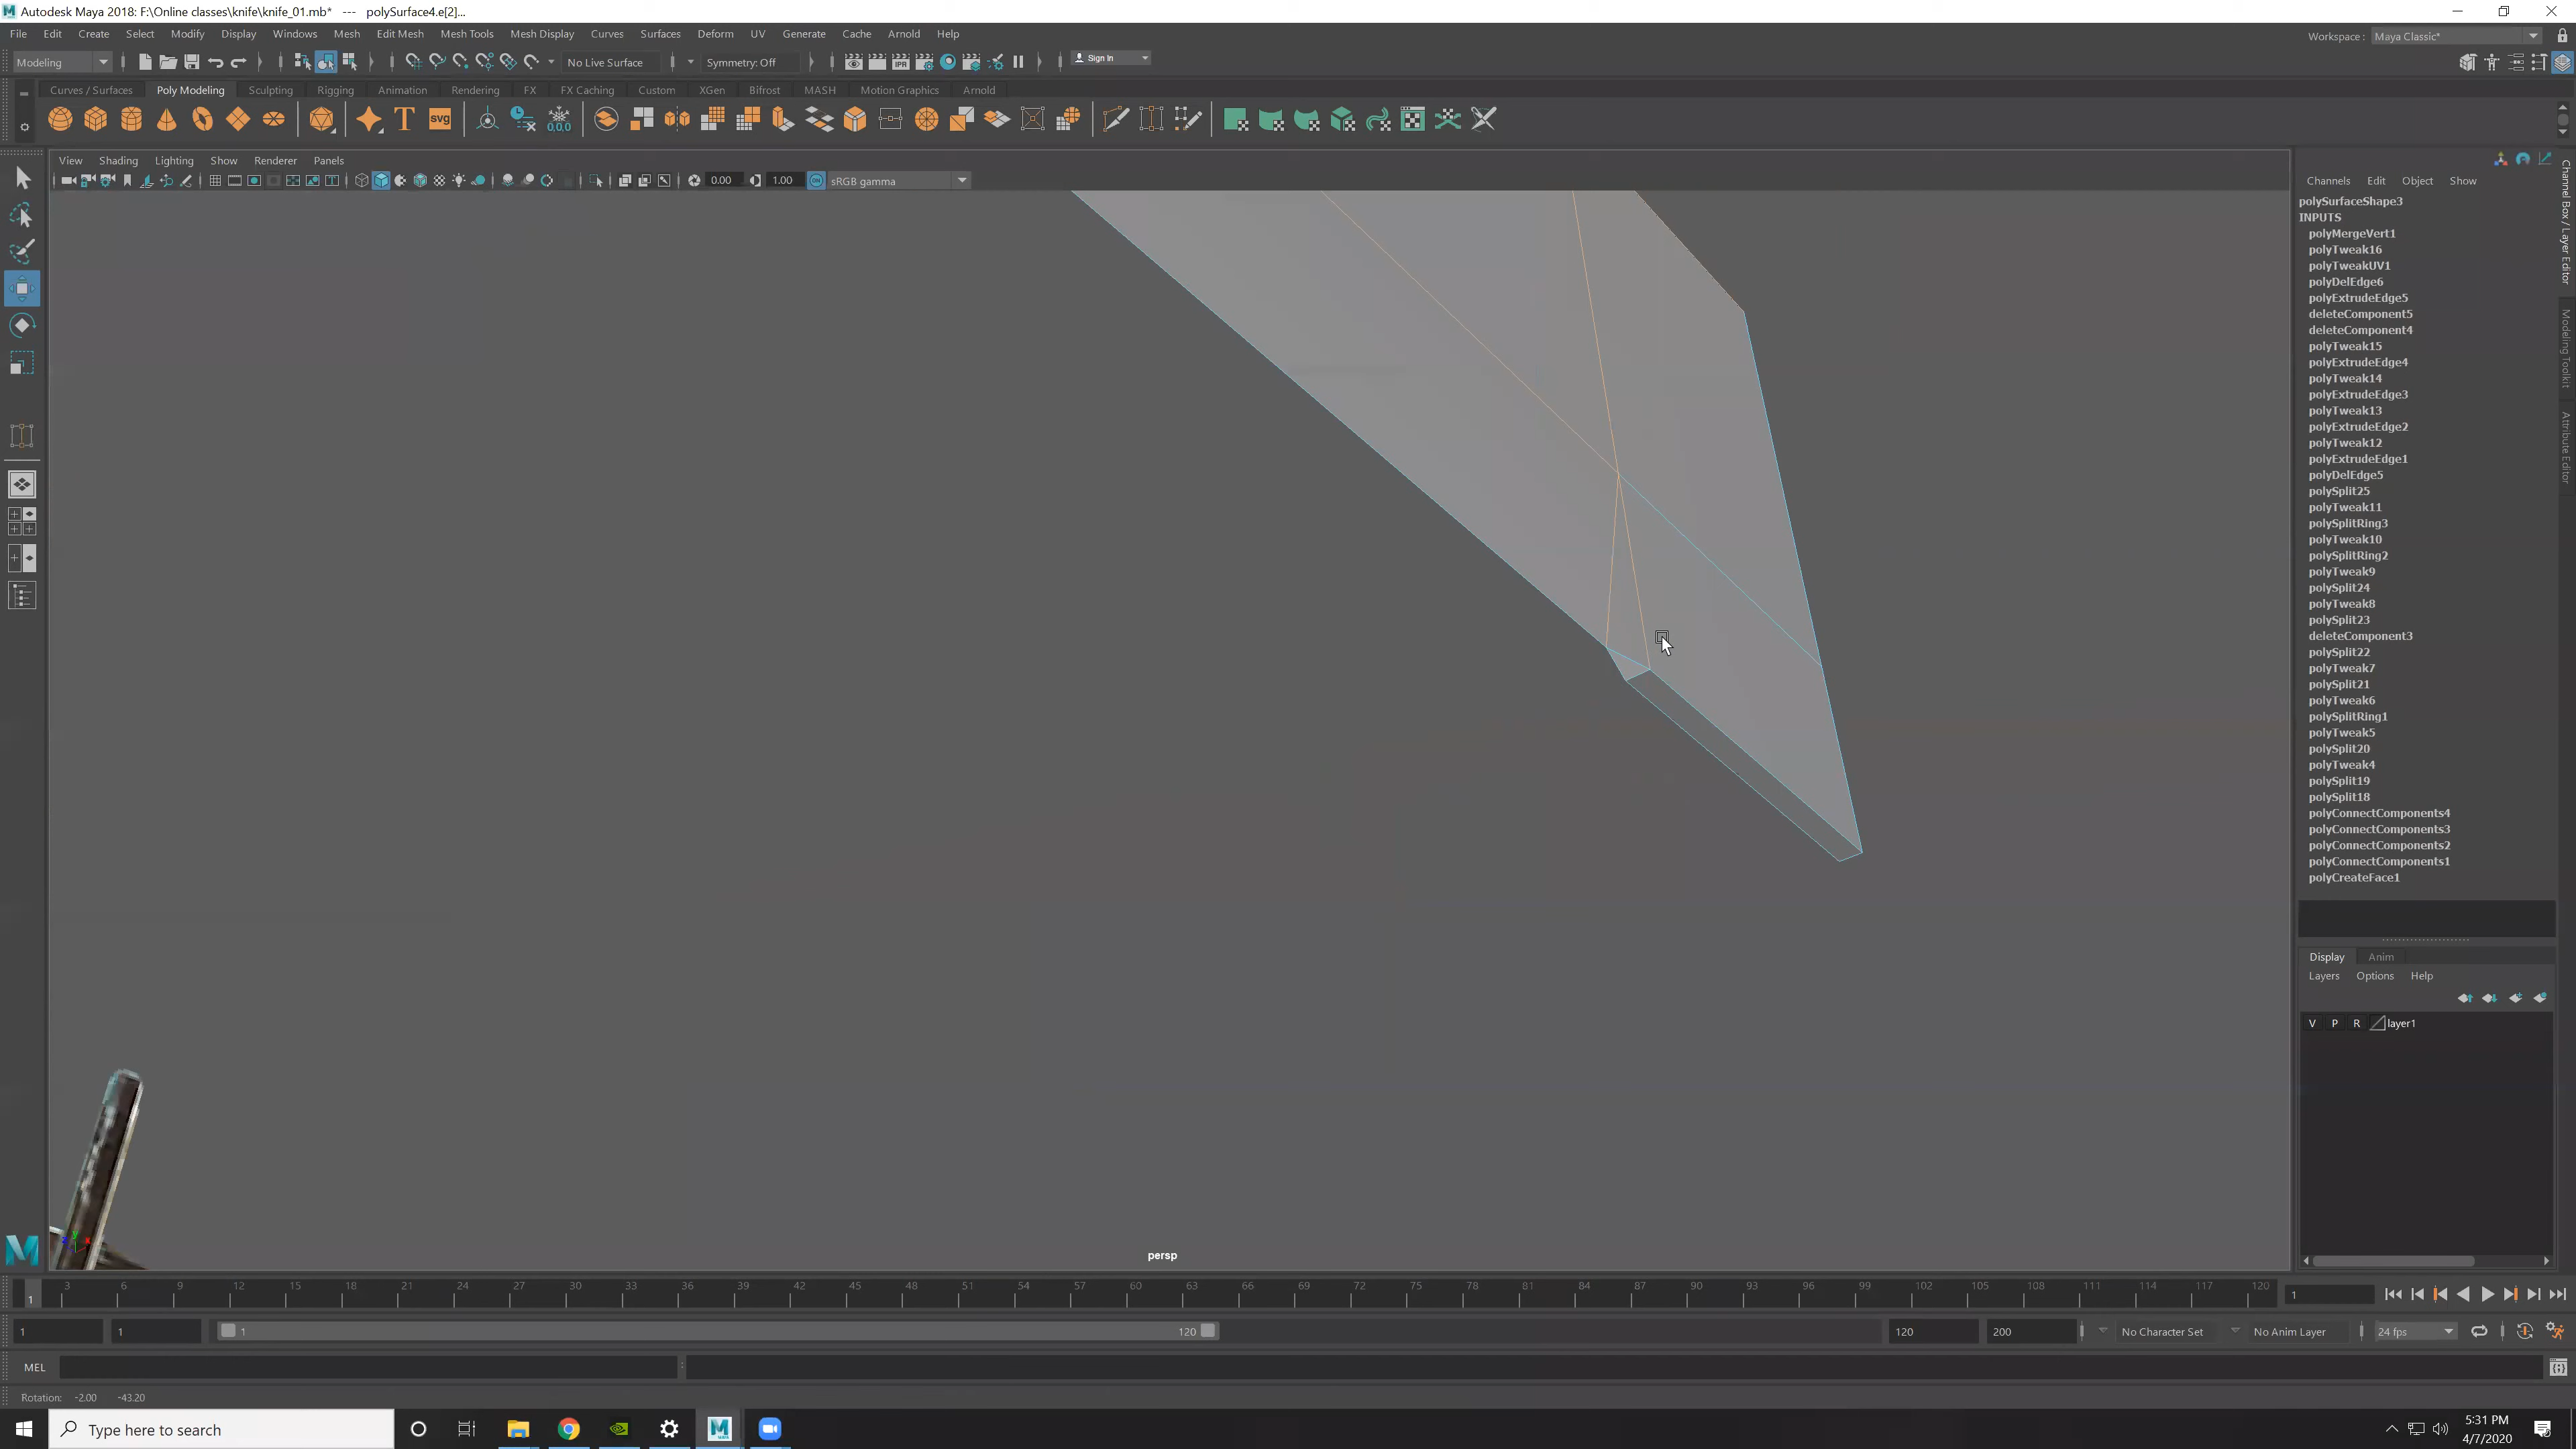 Autodesk Maya 2018: F:\Online classes\knife\knife_01.mb* --- polySurface4.e[2]...
File Edit Create Select Modify Display Windows Mesh Edit Mesh Mesh Tools Mesh Display Curves Surfaces Deform UV Generate Cache Arnold Help
Workspace : Maya Classic*
Modeling No Live Surface Symmetry: Off Sign In
Curves / Surfaces Poly Modeling Sculpting Rigging Animation Rendering FX FX Caching Custom XGen Bifrost MASH Motion Graphics Arnold
View Shading Lighting Show Renderer Panels
0.00 1.00 sRGB gamma
Channels Edit Object Show
polySurfaceShape3
INPUTS
polyMergeVert1
polyTweak16
polyTweakUV1
polyDelEdge6
polyExtrudeEdge5
deleteComponent5
deleteComponent4
polyTweak15
polyExtrudeEdge4
polyTweak14
polyExtrudeEdge3
polyTweak13
polyExtrudeEdge2
polyTweak12
polyExtrudeEdge1
polyDelEdge5
polySplit25
polyTweak11
polySplitRing3
polyTweak10
polySplitRing2
polyTweak9
polySplit24
polyTweak8
polySplit23
deleteComponent3
polySplit22
polyTweak7
polySplit21
polyTweak6
polySplitRing1
polyTweak5
polySplit20
polyTweak4
polySplit19
polySplit18
polyConnectComponents4
polyConnectComponents3
polyConnectComponents2
polyConnectComponents1
polyCreateFace1
Channel Box / Layer Editor
Modeling Toolkit
Attribute Editor
Display Anim
Layers Options Help
V P R layer1
persp
3 6 9 12 15 18 21 24 27 30 33 36 39 42 45 48 51 54 57 60 63 66 69 72 75 78 81 84 87 90 93 96 99 102 105 108 111 114 117 120
1 1
1 1 1 120 120 200 No Character Set No Anim Layer 24 fps
MEL
Rotation: -2.00 -43.20
Type here to search
5:31 PM
4/7/2020